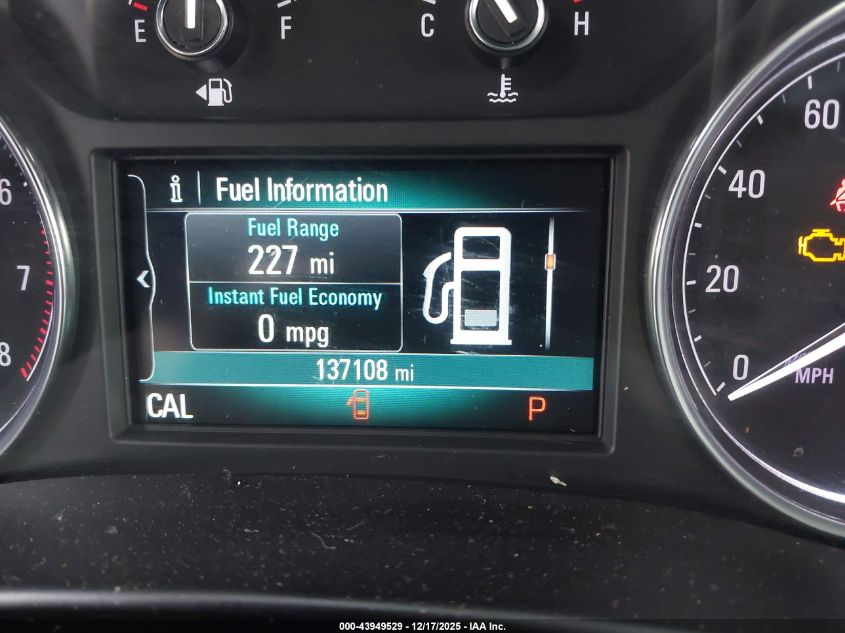 E F C H
60
6 40
Fuel Information
Fuel Range
227 mi
7 20
Instant Fuel Economy
0 mpg
8 0
137108 mi
MPH
CAL P
000-43949529 - 12/17/2025 - IAA Inc.